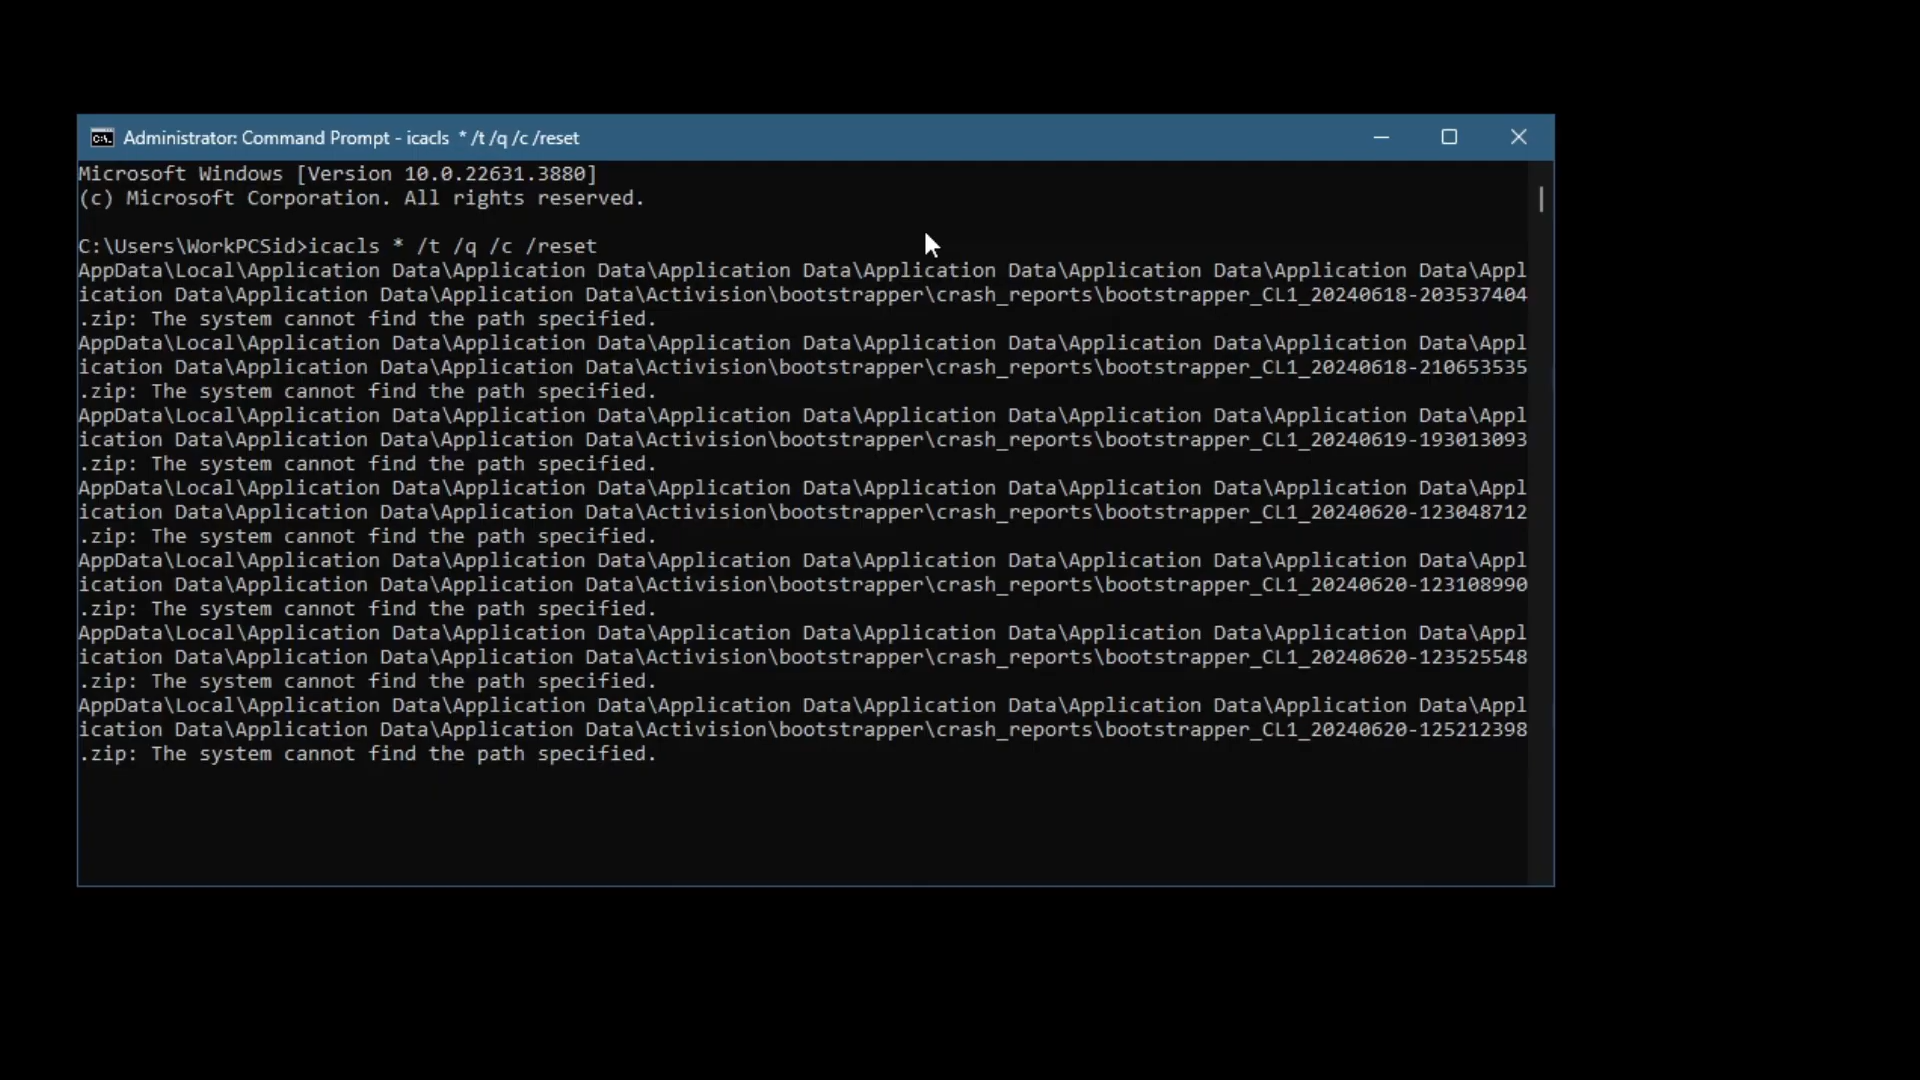 Administrator: Command Prompt - icacls  * /t /q /c /reset
Microsoft Windows [Version 10.0.22631.3880]
(c) Microsoft Corporation. All rights reserved.
C:\Users\WorkPCSid>icacls * /t /q /c /reset
AppData\Local\Application Data\Application Data\Application Data\Application Data\Application Data\Application Data\Appl
ication Data\Application Data\Application Data\Activision\bootstrapper\crash_reports\bootstrapper_CL1_20240618-203537404
.zip: The system cannot find the path specified.
AppData\Local\Application Data\Application Data\Application Data\Application Data\Application Data\Application Data\Appl
ication Data\Application Data\Application Data\Activision\bootstrapper\crash_reports\bootstrapper_CL1_20240618-210653535
.zip: The system cannot find the path specified.
AppData\Local\Application Data\Application Data\Application Data\Application Data\Application Data\Application Data\Appl
ication Data\Application Data\Application Data\Activision\bootstrapper\crash_reports\bootstrapper_CL1_20240619-193013093
.zip: The system cannot find the path specified.
AppData\Local\Application Data\Application Data\Application Data\Application Data\Application Data\Application Data\Appl
ication Data\Application Data\Application Data\Activision\bootstrapper\crash_reports\bootstrapper_CL1_20240620-123048712
.zip: The system cannot find the path specified.
AppData\Local\Application Data\Application Data\Application Data\Application Data\Application Data\Application Data\Appl
ication Data\Application Data\Application Data\Activision\bootstrapper\crash_reports\bootstrapper_CL1_20240620-123108990
.zip: The system cannot find the path specified.
AppData\Local\Application Data\Application Data\Application Data\Application Data\Application Data\Application Data\Appl
ication Data\Application Data\Application Data\Activision\bootstrapper\crash_reports\bootstrapper_CL1_20240620-123525548
.zip: The system cannot find the path specified.
AppData\Local\Application Data\Application Data\Application Data\Application Data\Application Data\Application Data\Appl
ication Data\Application Data\Application Data\Activision\bootstrapper\crash_reports\bootstrapper_CL1_20240620-125212398
.zip: The system cannot find the path specified.